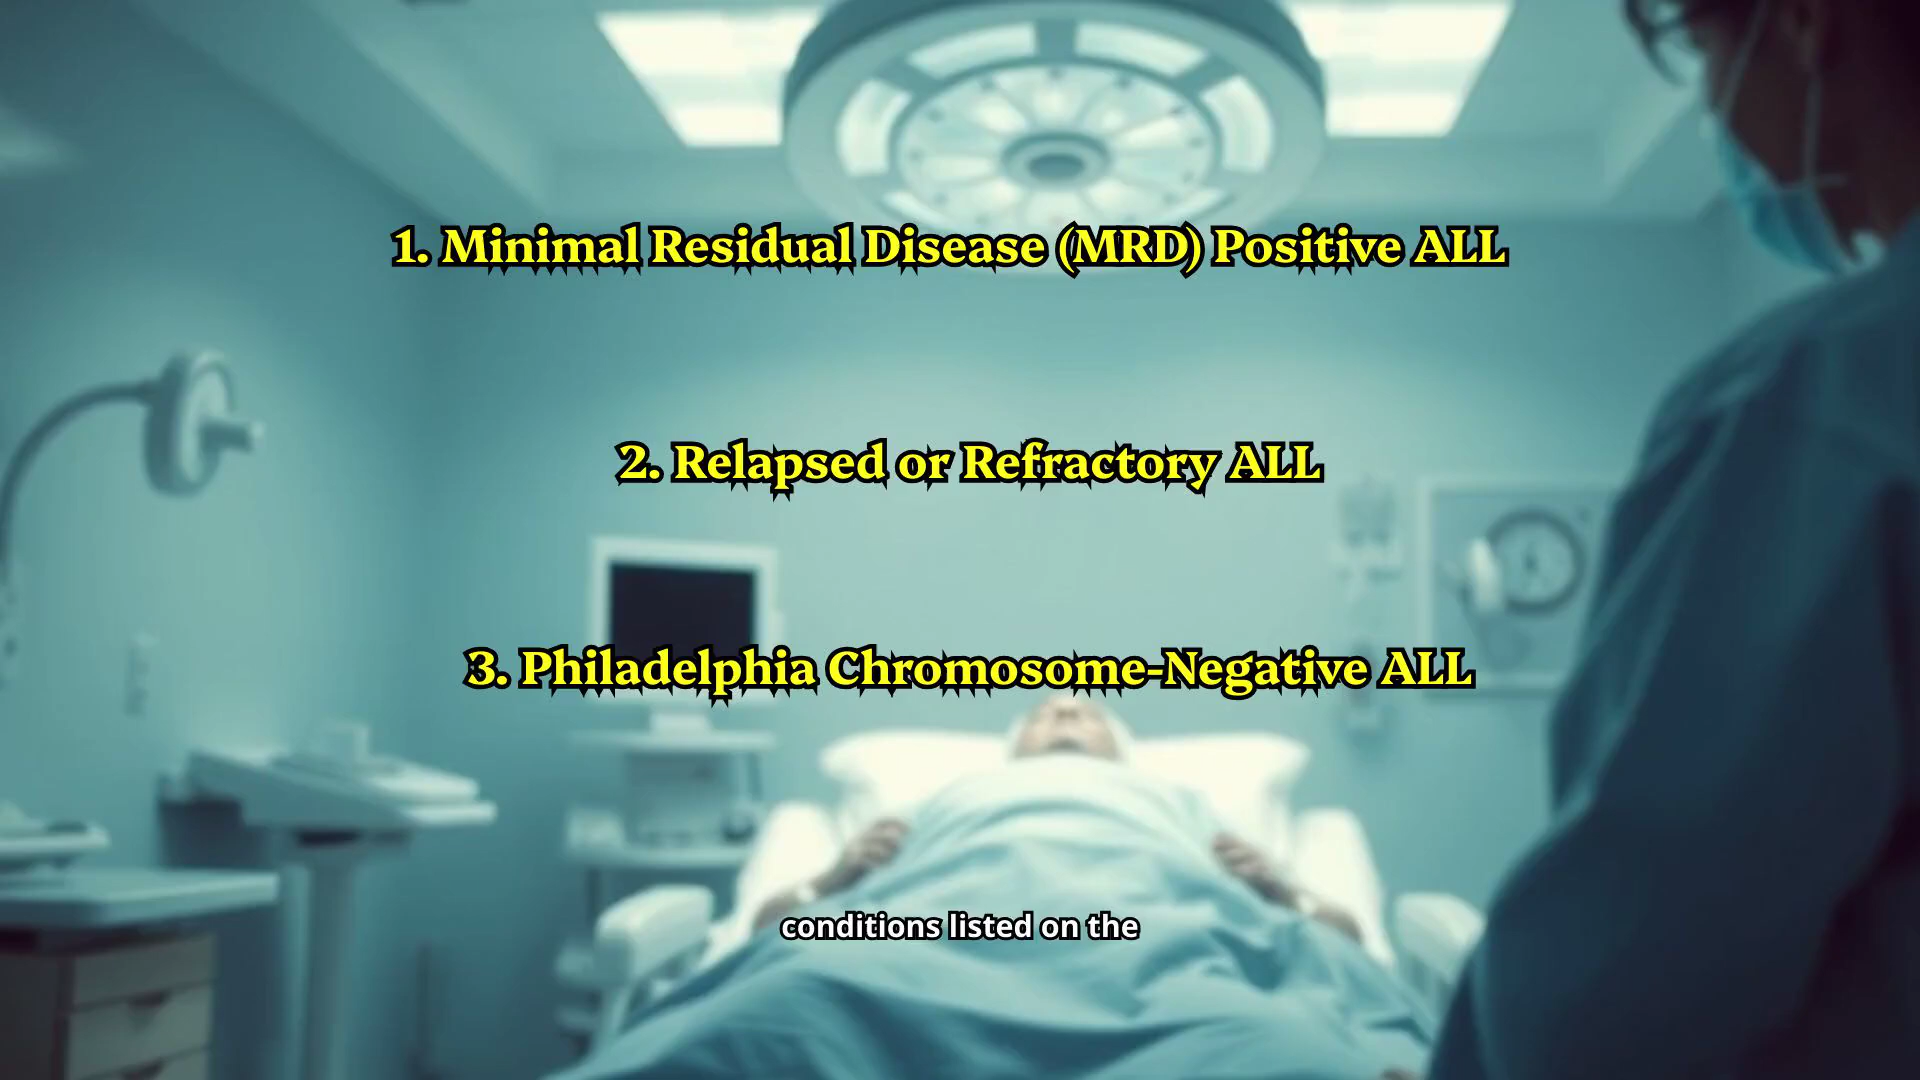 1. Minimal Residual Disease (MRD) Positive ALL
2. Relapsed or Refractory ALL
3. Philadelphia Chromosome-Negative ALL
conditions listed on the